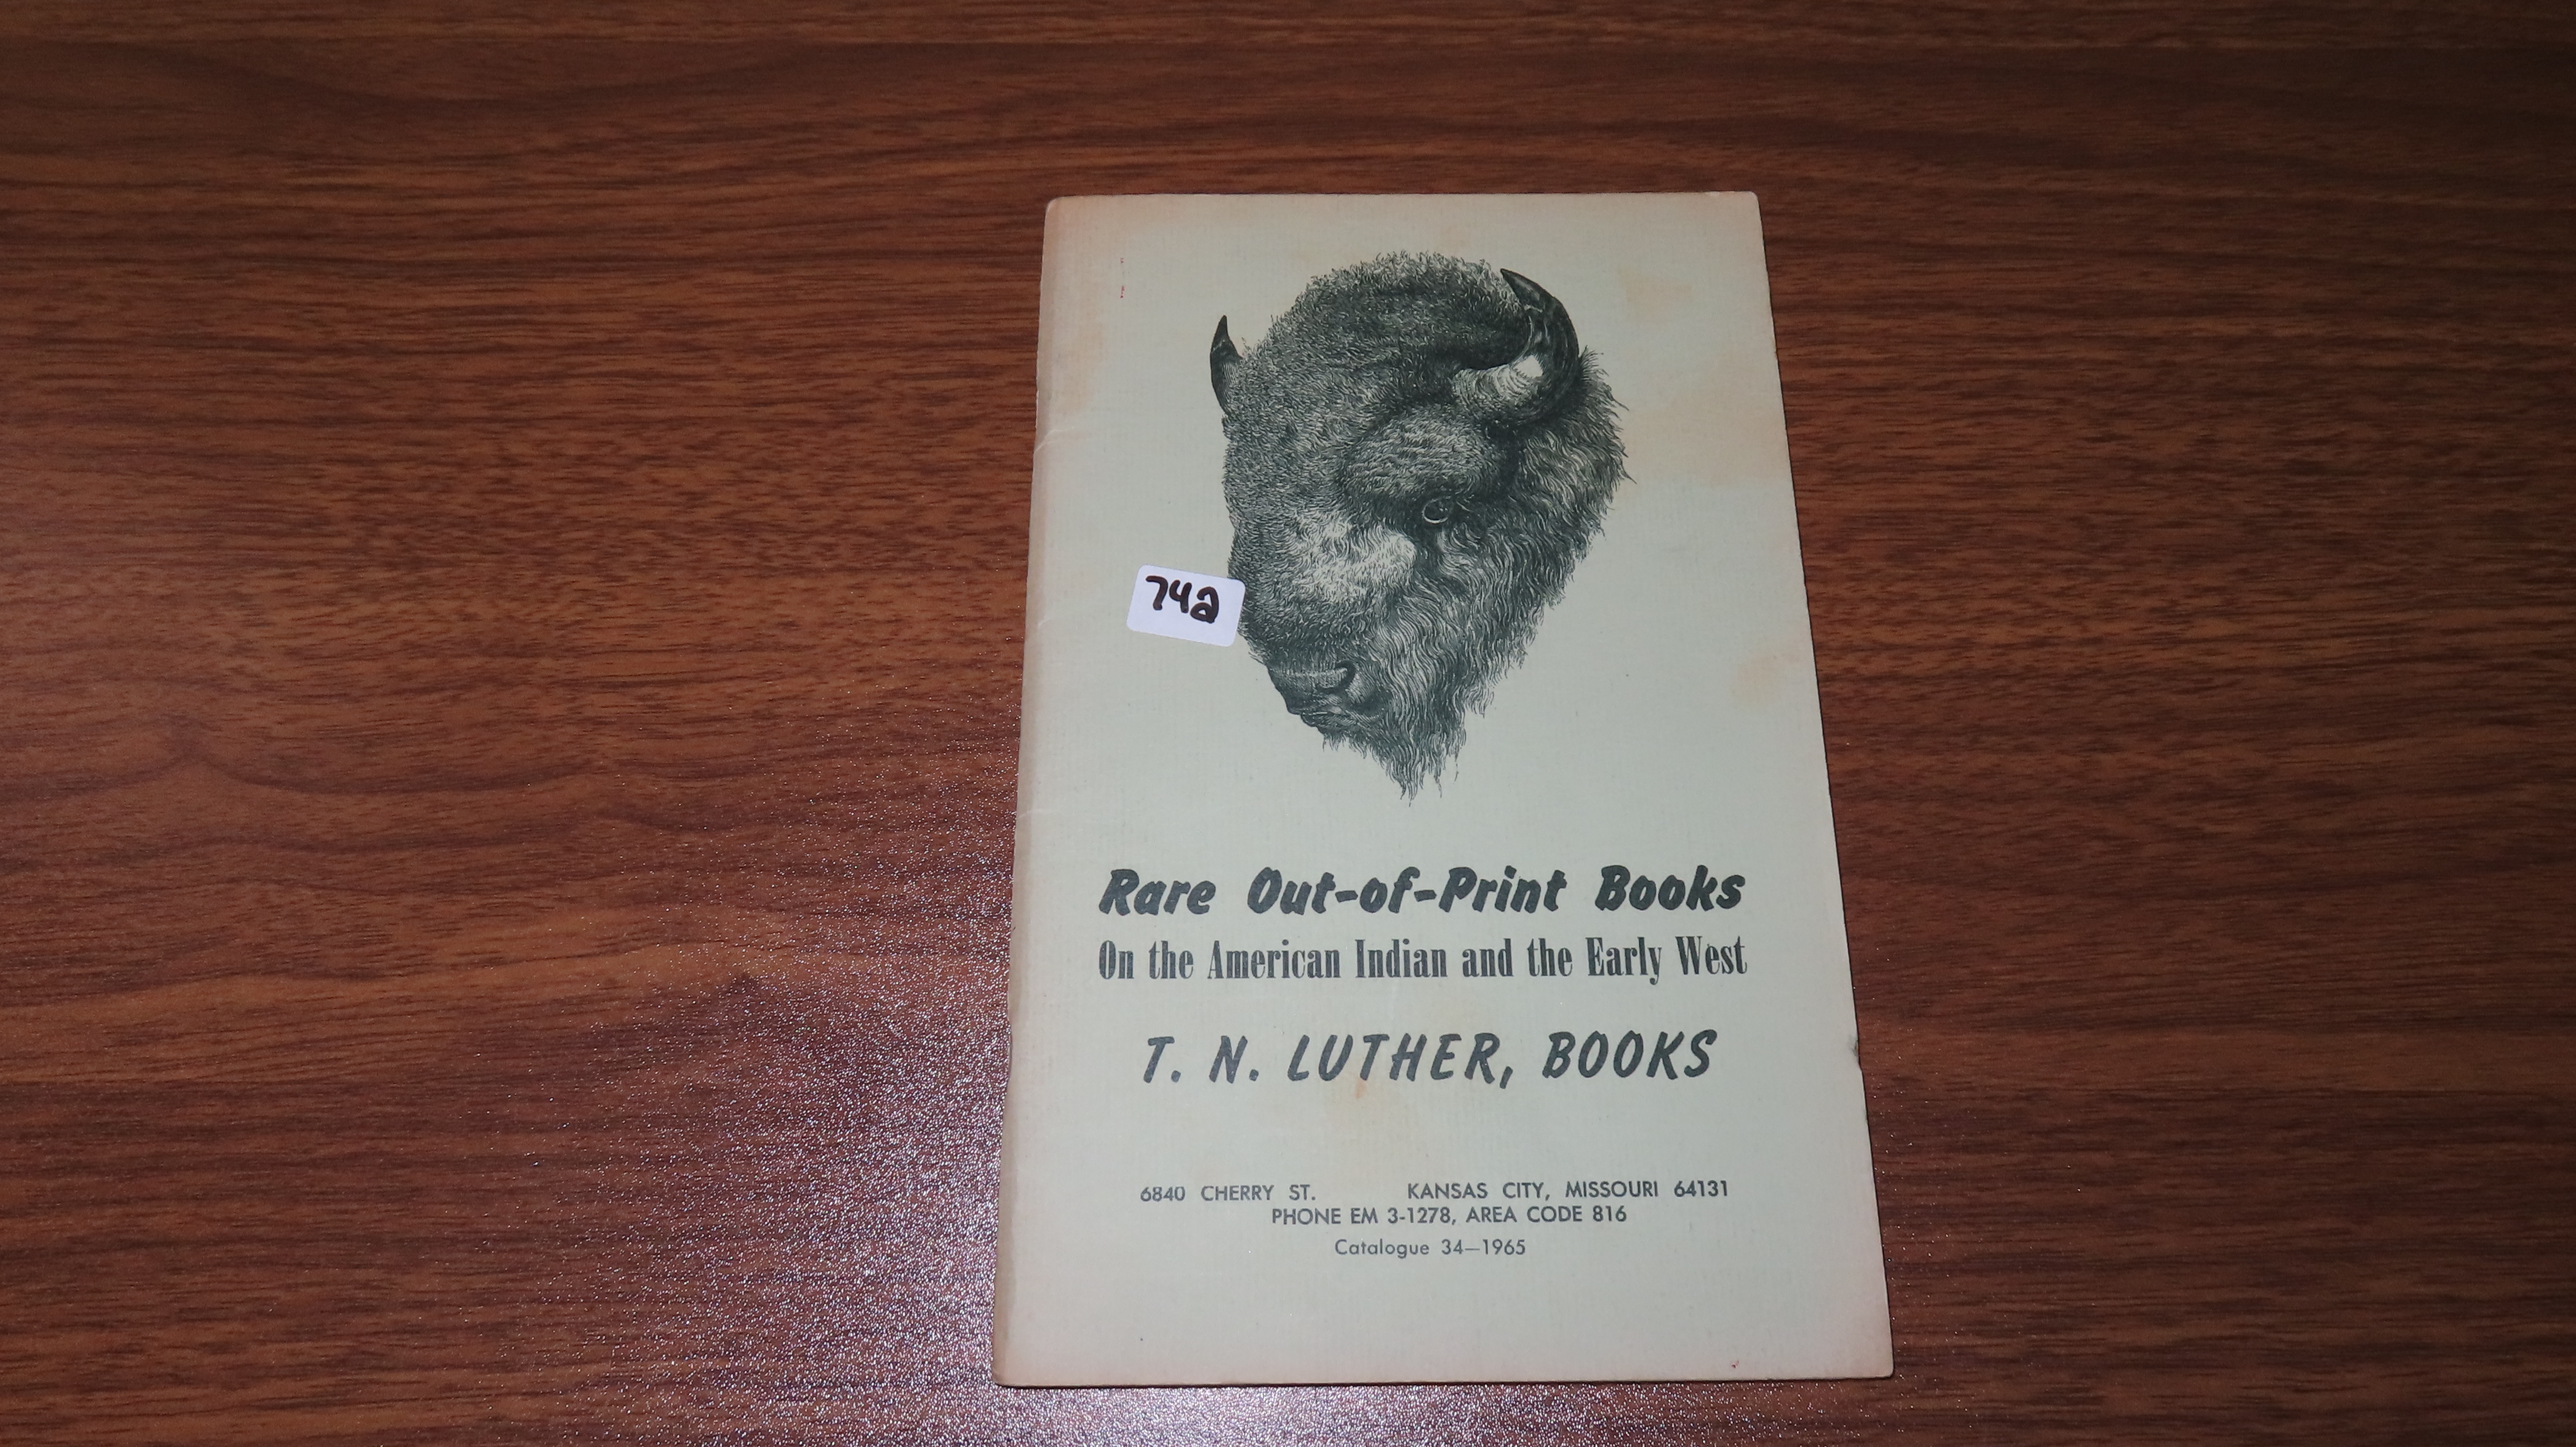 742
Rare Out-of-Print Books
On the American Indian and the Early West
T. N. LUTHER, BOOKS
6840 CHERRY ST. KANSAS CITY, MISSOURI 64131
PHONE EM 3-1278, AREA CODE 816
Catalogue 34—1965